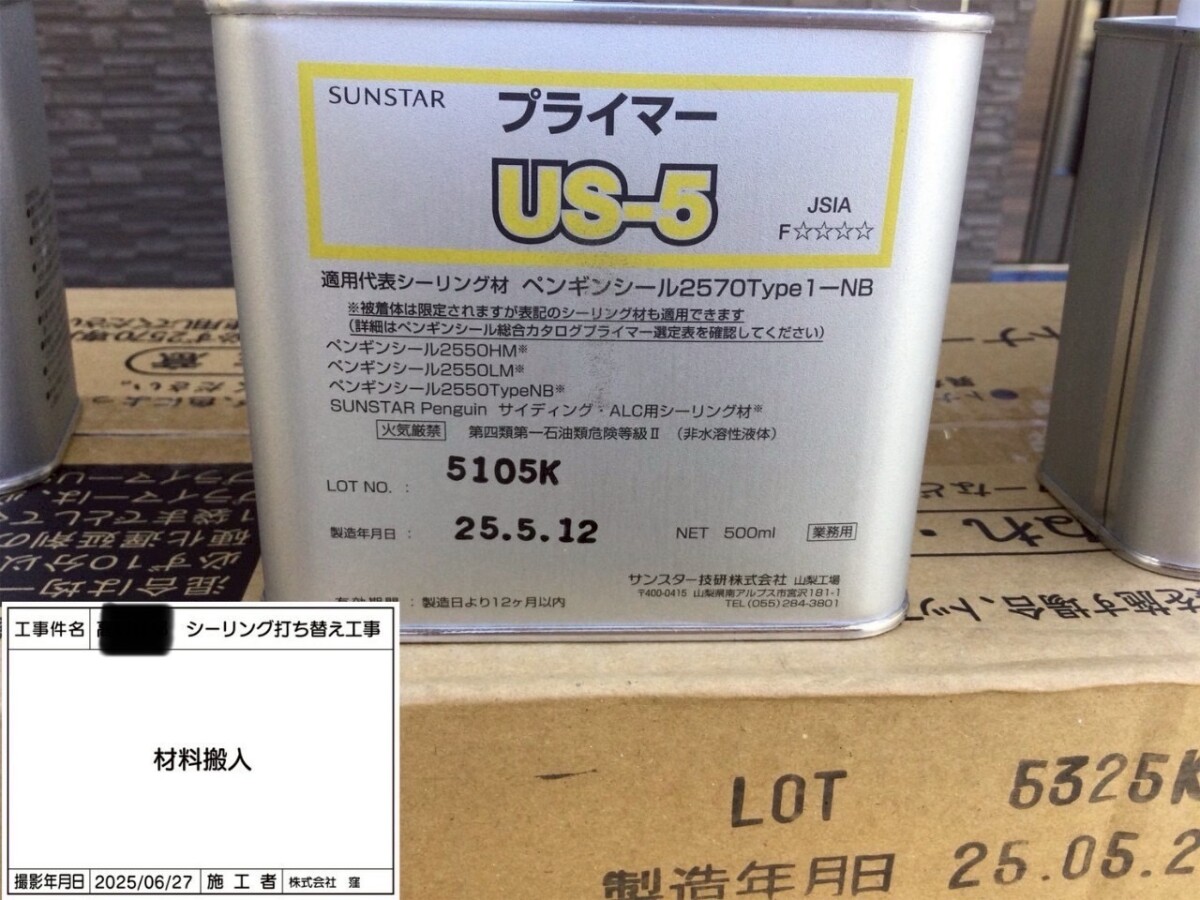 SUNSTAR
プライマー
US-5
JSIA
F☆☆☆☆
適用代表シーリング材 ペンギンシール2570Type1ーNB
※被着体は限定されますが表記のシーリング材も適用できます
(詳細はペンギンシール総合カタログプライマー選定表を確認してください)
ペンギンシール2550HM※
ペンギンシール2550LM※
ペンギンシール2550TypeNB※
SUNSTAR Penguin サイディング・ALC用シーリング材※
火気厳禁 第四類第一石油類危険等級Ⅱ (非水溶性液体)
LOT NO. : 5105K
製造年月日 : 25.5.12 NET 500ml 業務用
サンスター技研株式会社 山梨工場
〒400-0415 山梨県南アルプス市宮沢181-1
TEL(055)284-3801
有効期間 : 製造日より12ヶ月以内
LOT 5325K
製造年月日 25.05.2
工事件名 高 シーリング打ち替え工事
材料搬入
撮影年月日 2025/06/27 施工者 株式会社 窪